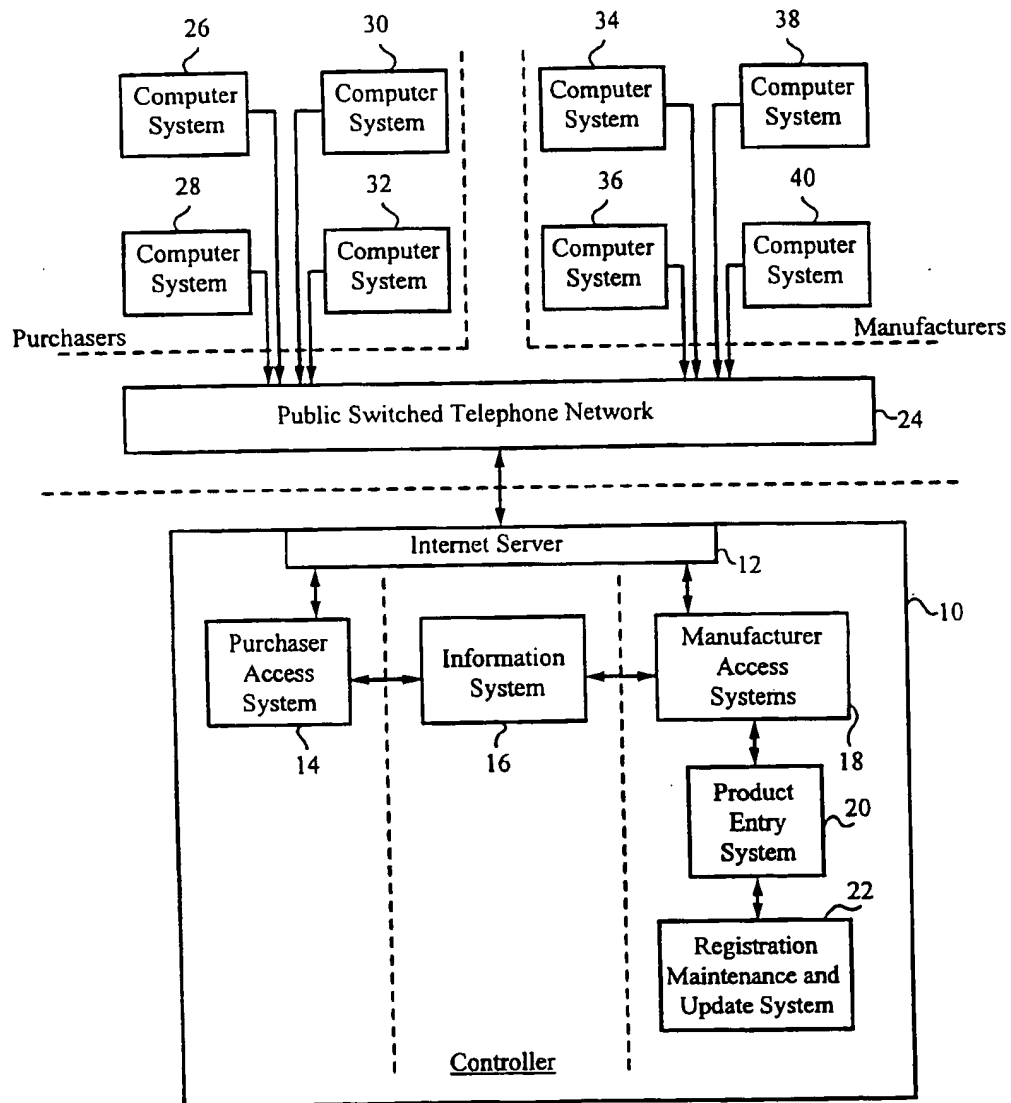 26
30
34
38
Computer
System
Computer
System
Computer
System
Computer
System
28
32
36
40
Computer
System
Computer
System
Computer
System
Computer
System
Purchasers
Manufacturers
Public Switched Telephone Network
24
Internet Server
12
10
Purchaser
Access
System
14
Information
System
16
Manufacturer
Access
Systems
18
Product
Entry
System
20
22
Registration
Maintenance and
Update System
Controller